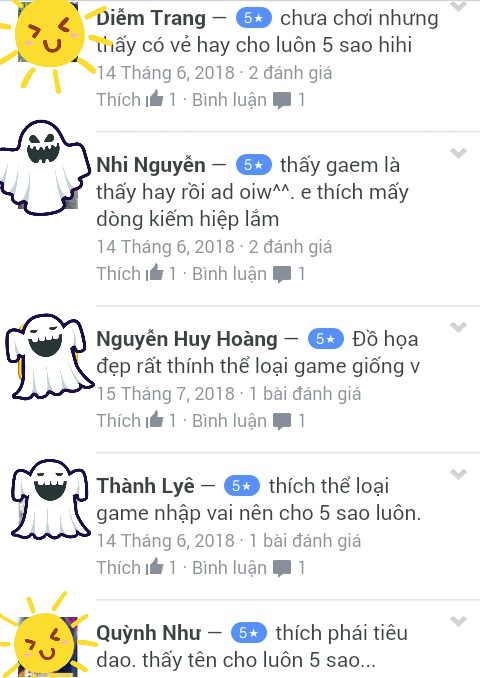 Diễm Trang — 5★ chưa chơi nhưng
thấy có vẻ hay cho luôn 5 sao hihi
14 Tháng 6, 2018 · 2 đánh giá
Thích 1 · Bình luận 1
Nhi Nguyễn — 5★ thấy gaem là
thấy hay rồi ad oiw^^. e thích mấy
dòng kiếm hiệp lắm
14 Tháng 6, 2018 · 2 đánh giá
Thích 1 · Bình luận 1
Nguyễn Huy Hoàng — 5★ Đồ họa
đẹp rất thính thể loại game giống v
15 Tháng 7, 2018 · 1 bài đánh giá
Thích 1 · Bình luận 1
Thành Lyê — 5★ thích thể loại
game nhập vai nên cho 5 sao luôn.
14 Tháng 6, 2018 · 1 bài đánh giá
Thích 1 · Bình luận 1
Quỳnh Như — 5★ thích phái tiêu
dao. thấy tên cho luôn 5 sao...